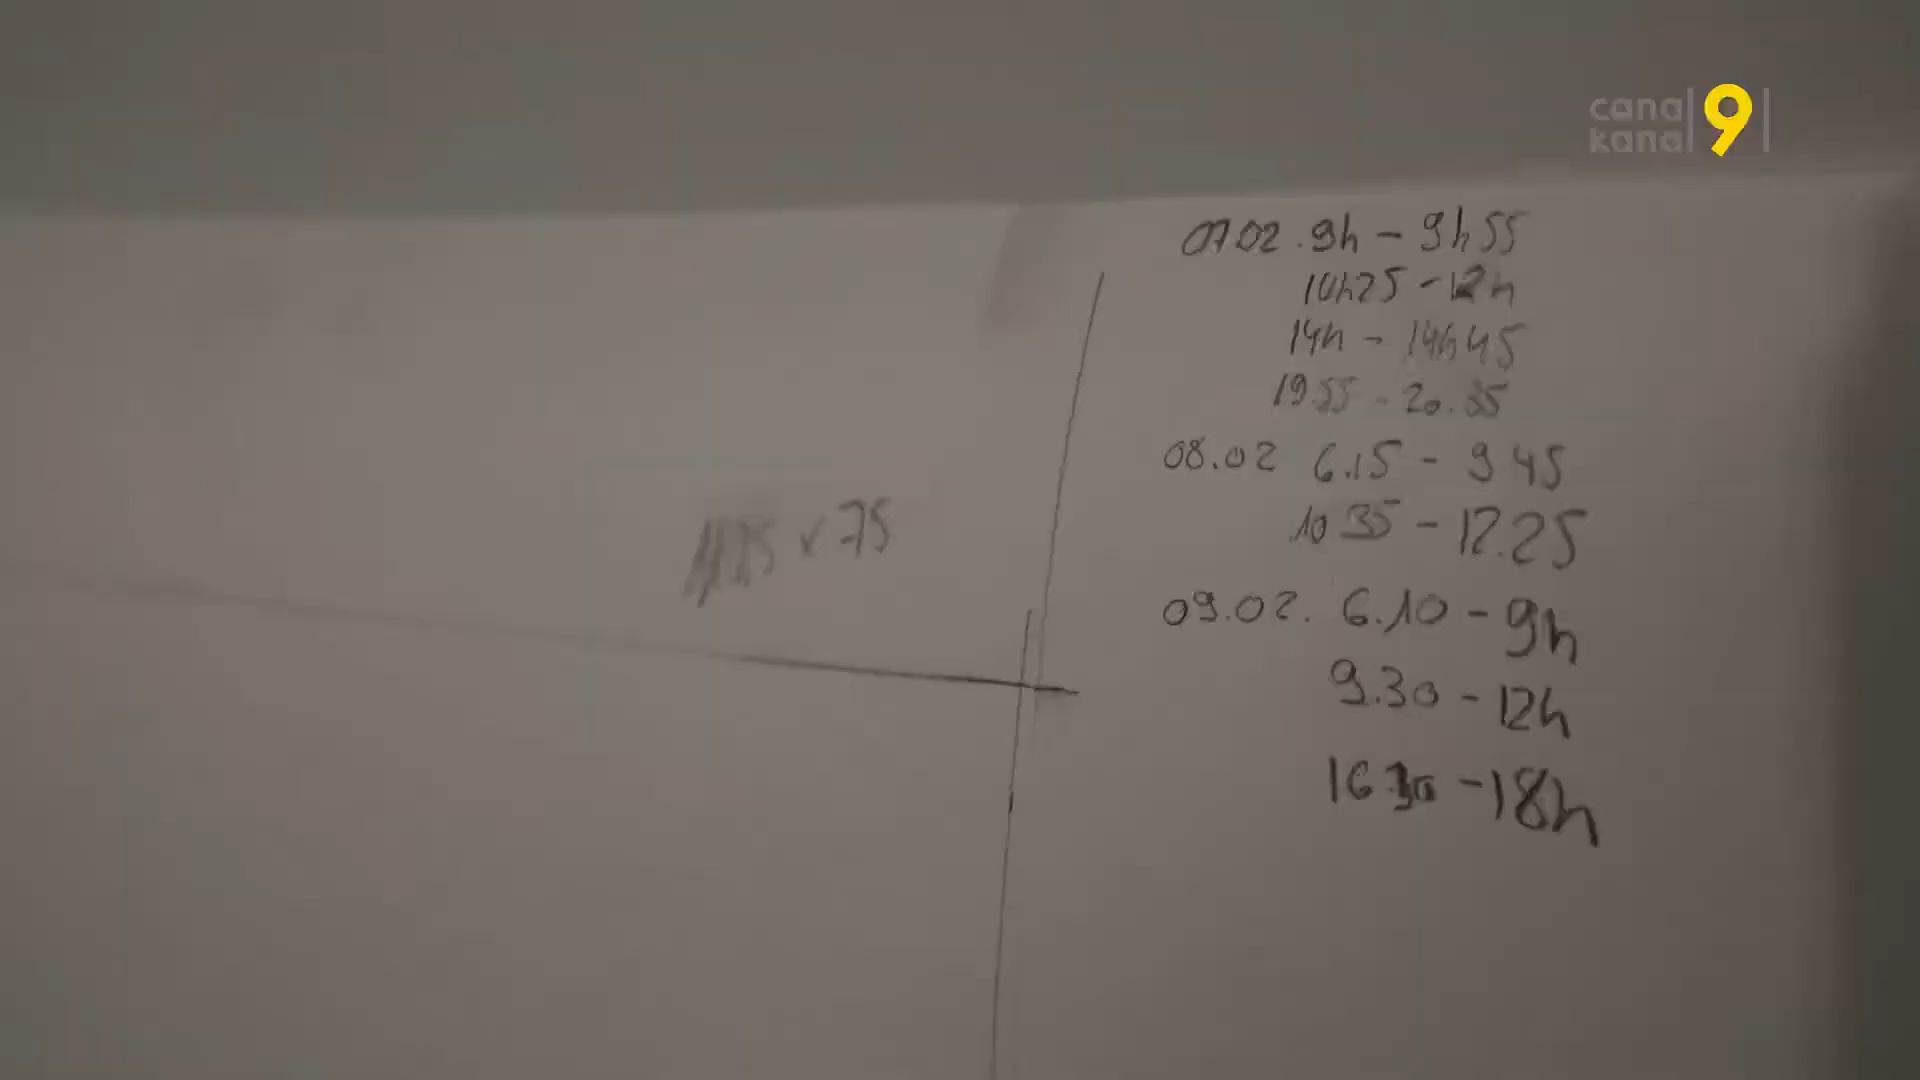 canal 9
kanal
07.02. 9h - 9h55
10h25 - 12h
14h - 14h45
19.55 - 20.35
08.02 6.15 - 9 45
10 35 - 12.25
x 75
09.02. 6.10 - 9h
9.30 - 12h
16 30 - 18h